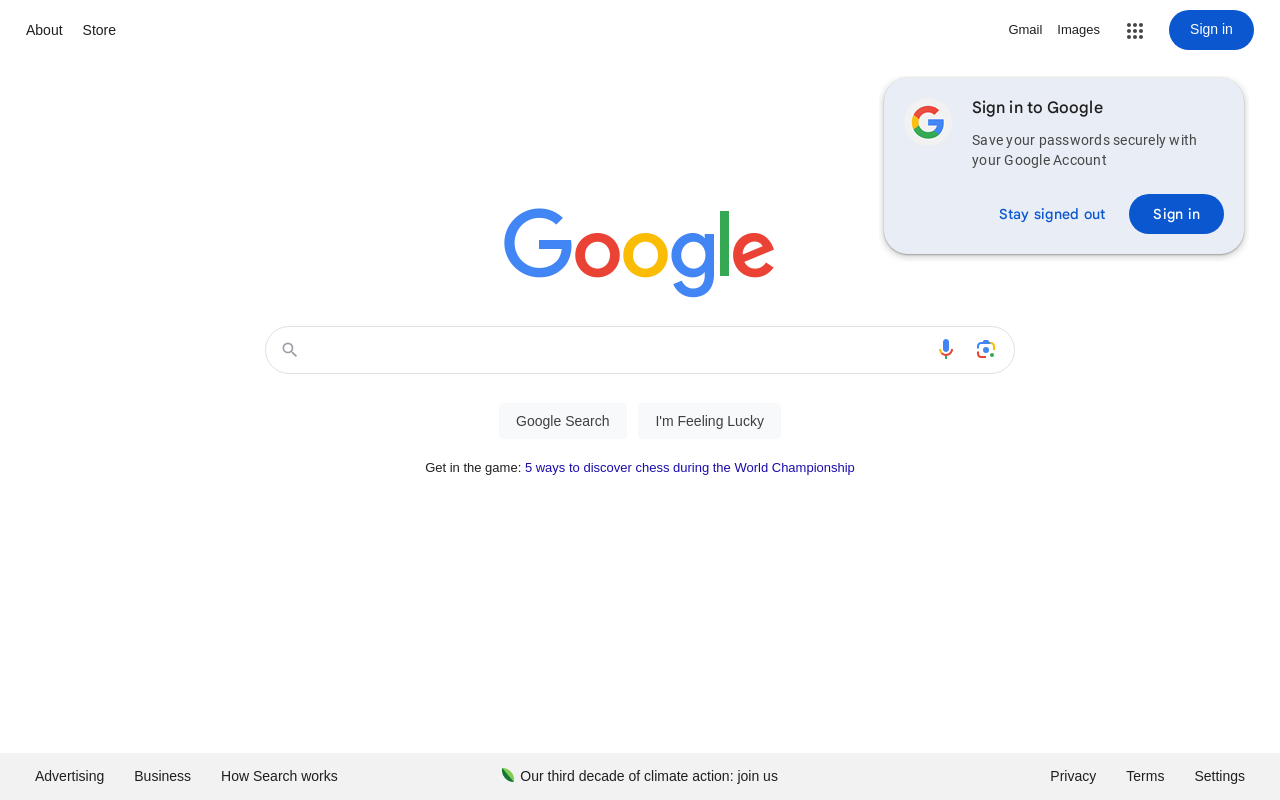 About Store
Gmail Images Sign in
Sign in to Google
Save your passwords securely with
your Google Account
Stay signed out Sign in
Google
Google Search I'm Feeling Lucky
Get in the game: 5 ways to discover chess during the World Championship
Our third decade of climate action: join us
Advertising Business How Search works
Privacy Terms Settings